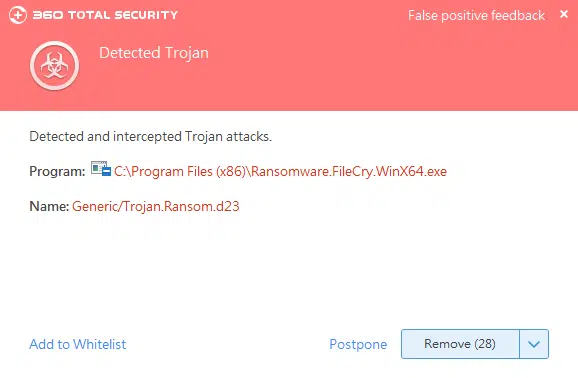 360 TOTAL SECURITY
False positive feedback ×
Detected Trojan
Detected and intercepted Trojan attacks.
Program: C:\Program Files (x86)\Ransomware.FileCry.WinX64.exe
Name: Generic/Trojan.Ransom.d23
Add to Whitelist
Postpone
Remove (28)